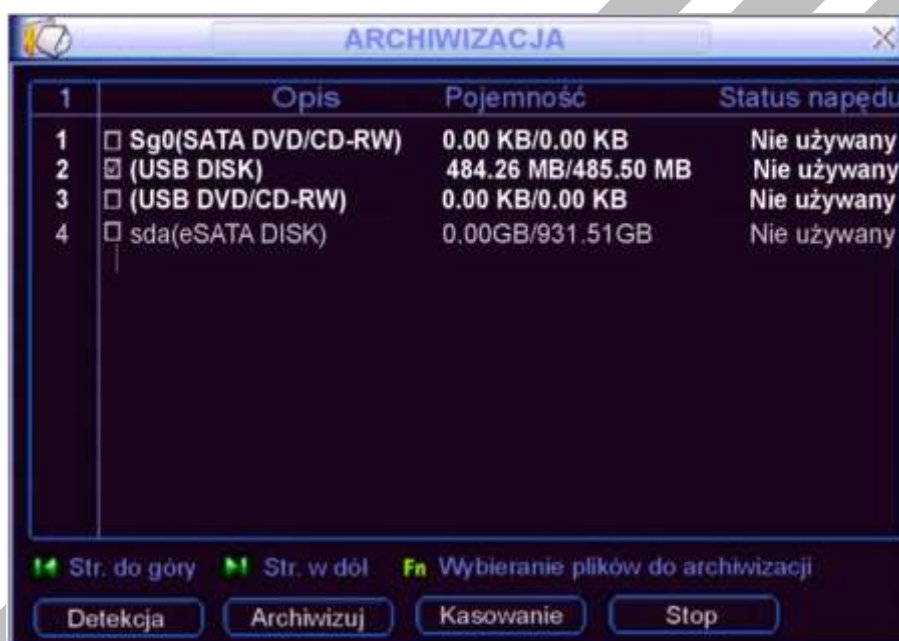 ARCHIWIZACJA
1 Opis Pojemność Status napędu
1 Sg0(SATA DVD/CD-RW) 0.00 KB/0.00 KB Nie używany
2 (USB DISK) 484.26 MB/485.50 MB Nie używany
3 (USB DVD/CD-RW) 0.00 KB/0.00 KB Nie używany
4 sda(eSATA DISK) 0.00GB/931.51GB Nie używany
Str. do góry Str. w dól Fn Wybieranie plików do archiwizacji
Detekcja Archiwizuj Kasowanie Stop